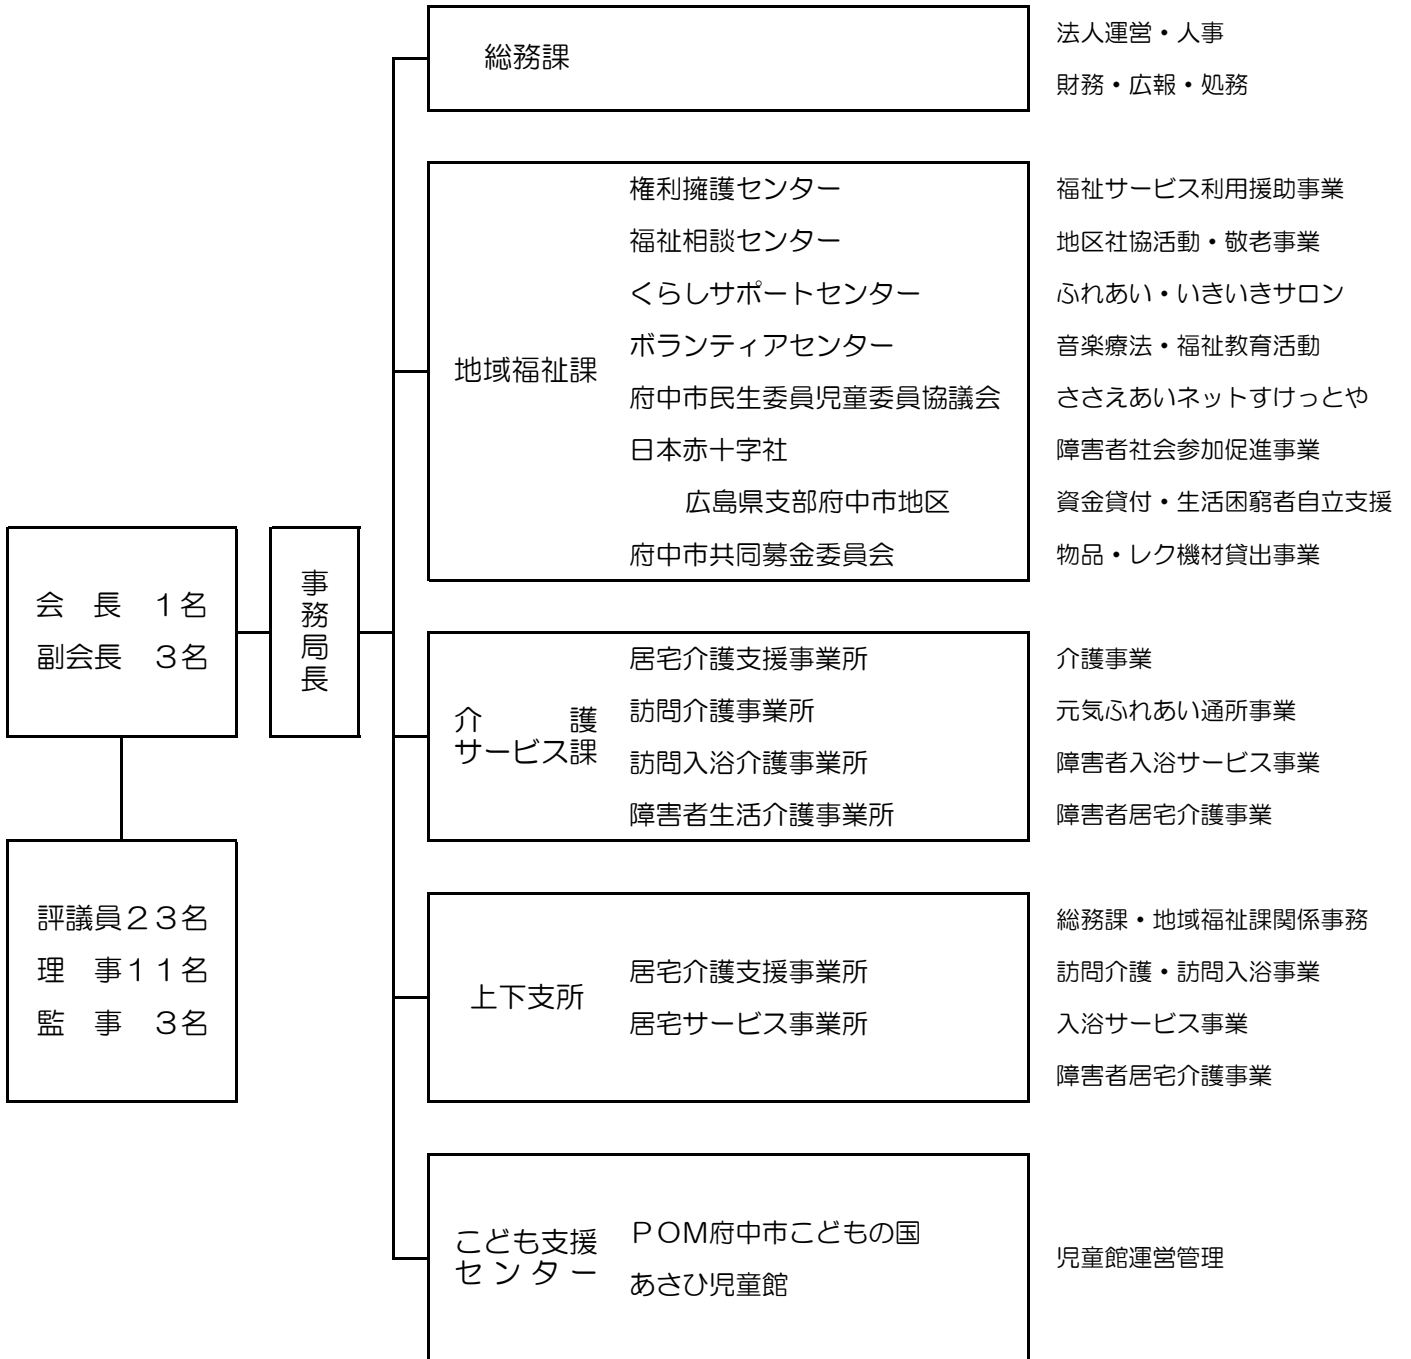 総務課
法人運営・人事
財務・広報・処務
地域福祉課
権利擁護センター
福祉相談センター
くらしサポートセンター
ボランティアセンター
府中市民生委員児童委員協議会
日本赤十字社
広島県支部府中市地区
府中市共同募金委員会
福祉サービス利用援助事業
地区社協活動・敬老事業
ふれあい・いきいきサロン
音楽療法・福祉教育活動
ささえあいネットすけっとや
障害者社会参加促進事業
資金貸付・生活困窮者自立支援
物品・レク機材貸出事業
会　長　１名
副会長　３名
事務局長
介　　　護
サービス課
居宅介護支援事業所
訪問介護事業所
訪問入浴介護事業所
障害者生活介護事業所
介護事業
元気ふれあい通所事業
障害者入浴サービス事業
障害者居宅介護事業
評議員２３名
理　事１１名
監　事　３名
上下支所
居宅介護支援事業所
居宅サービス事業所
総務課・地域福祉課関係事務
訪問介護・訪問入浴事業
入浴サービス事業
障害者居宅介護事業
こども支援
センター
ＰＯＭ府中市こどもの国
あさひ児童館
児童館運営管理